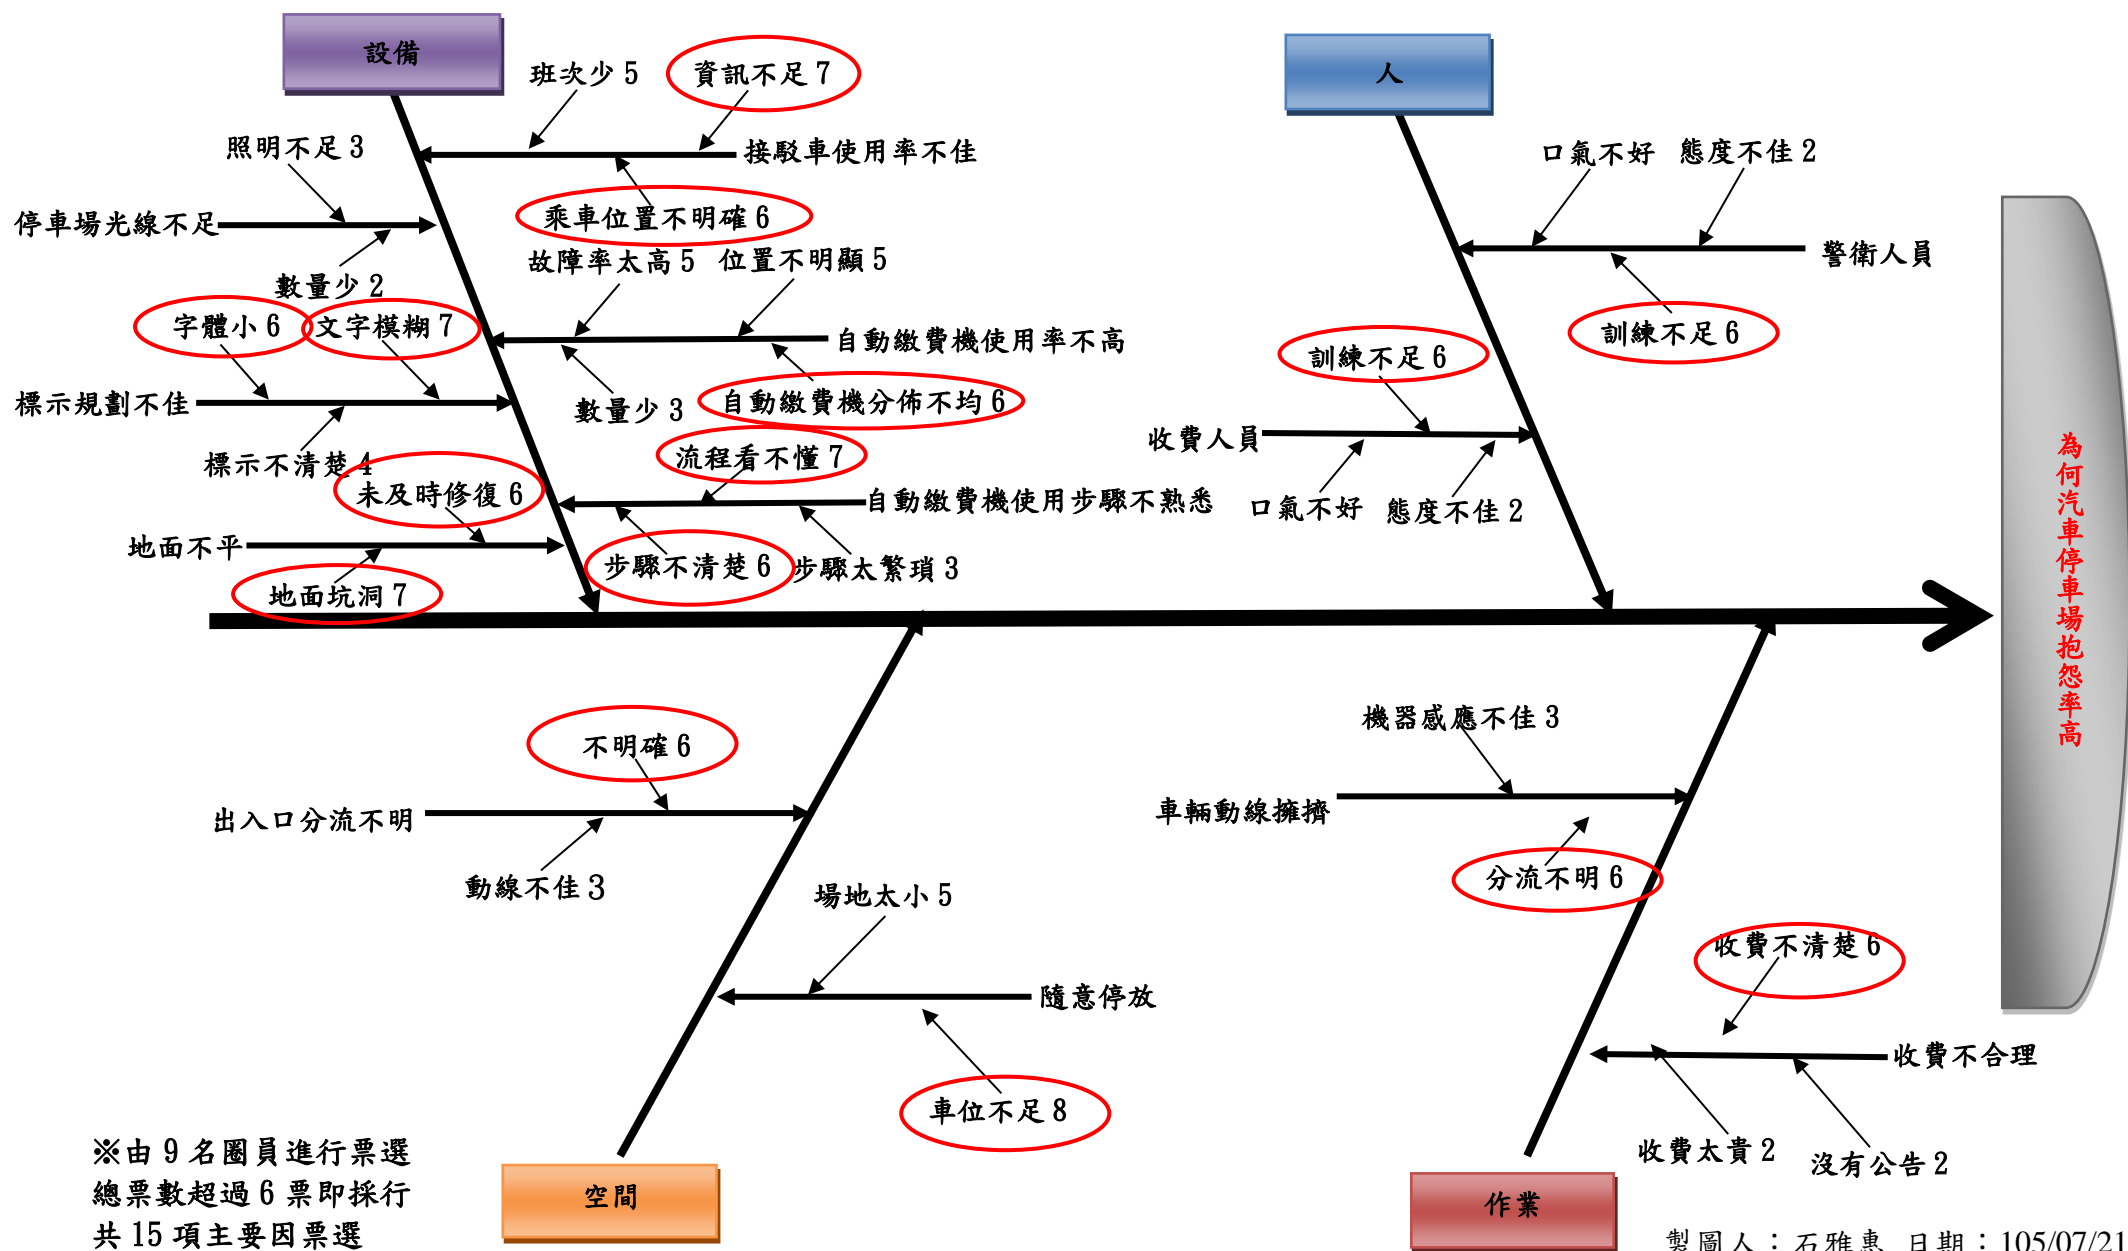 設備
人
班次少 5
資訊不足 7
照明不足 3
接駁車使用率不佳
口氣不好
態度不佳 2
停車場光線不足
乘車位置不明確 6
警衛人員
故障率太高 5
位置不明顯 5
數量少 2
字體小 6
文字模糊 7
自動繳費機使用率不高
訓練不足 6
訓練不足 6
標示規劃不佳
數量少 3
自動繳費機分佈不均 6
收費人員
標示不清楚 4
流程看不懂 7
未及時修復 6
自動繳費機使用步驟不熟悉
口氣不好
態度不佳 2
地面不平
步驟不清楚 6
步驟太繁瑣 3
地面坑洞 7
為何汽車停車場抱怨率高
不明確 6
機器感應不佳 3
出入口分流不明
車輛動線擁擠
動線不佳 3
場地太小 5
分流不明 6
收費不清楚 6
隨意停放
收費不合理
車位不足 8
收費太貴 2
沒有公告 2
※由 9 名圈員進行票選
總票數超過 6 票即採行
共 15 項主要因票選
空間
作業
製圖人：石雅惠 日期：105/07/21